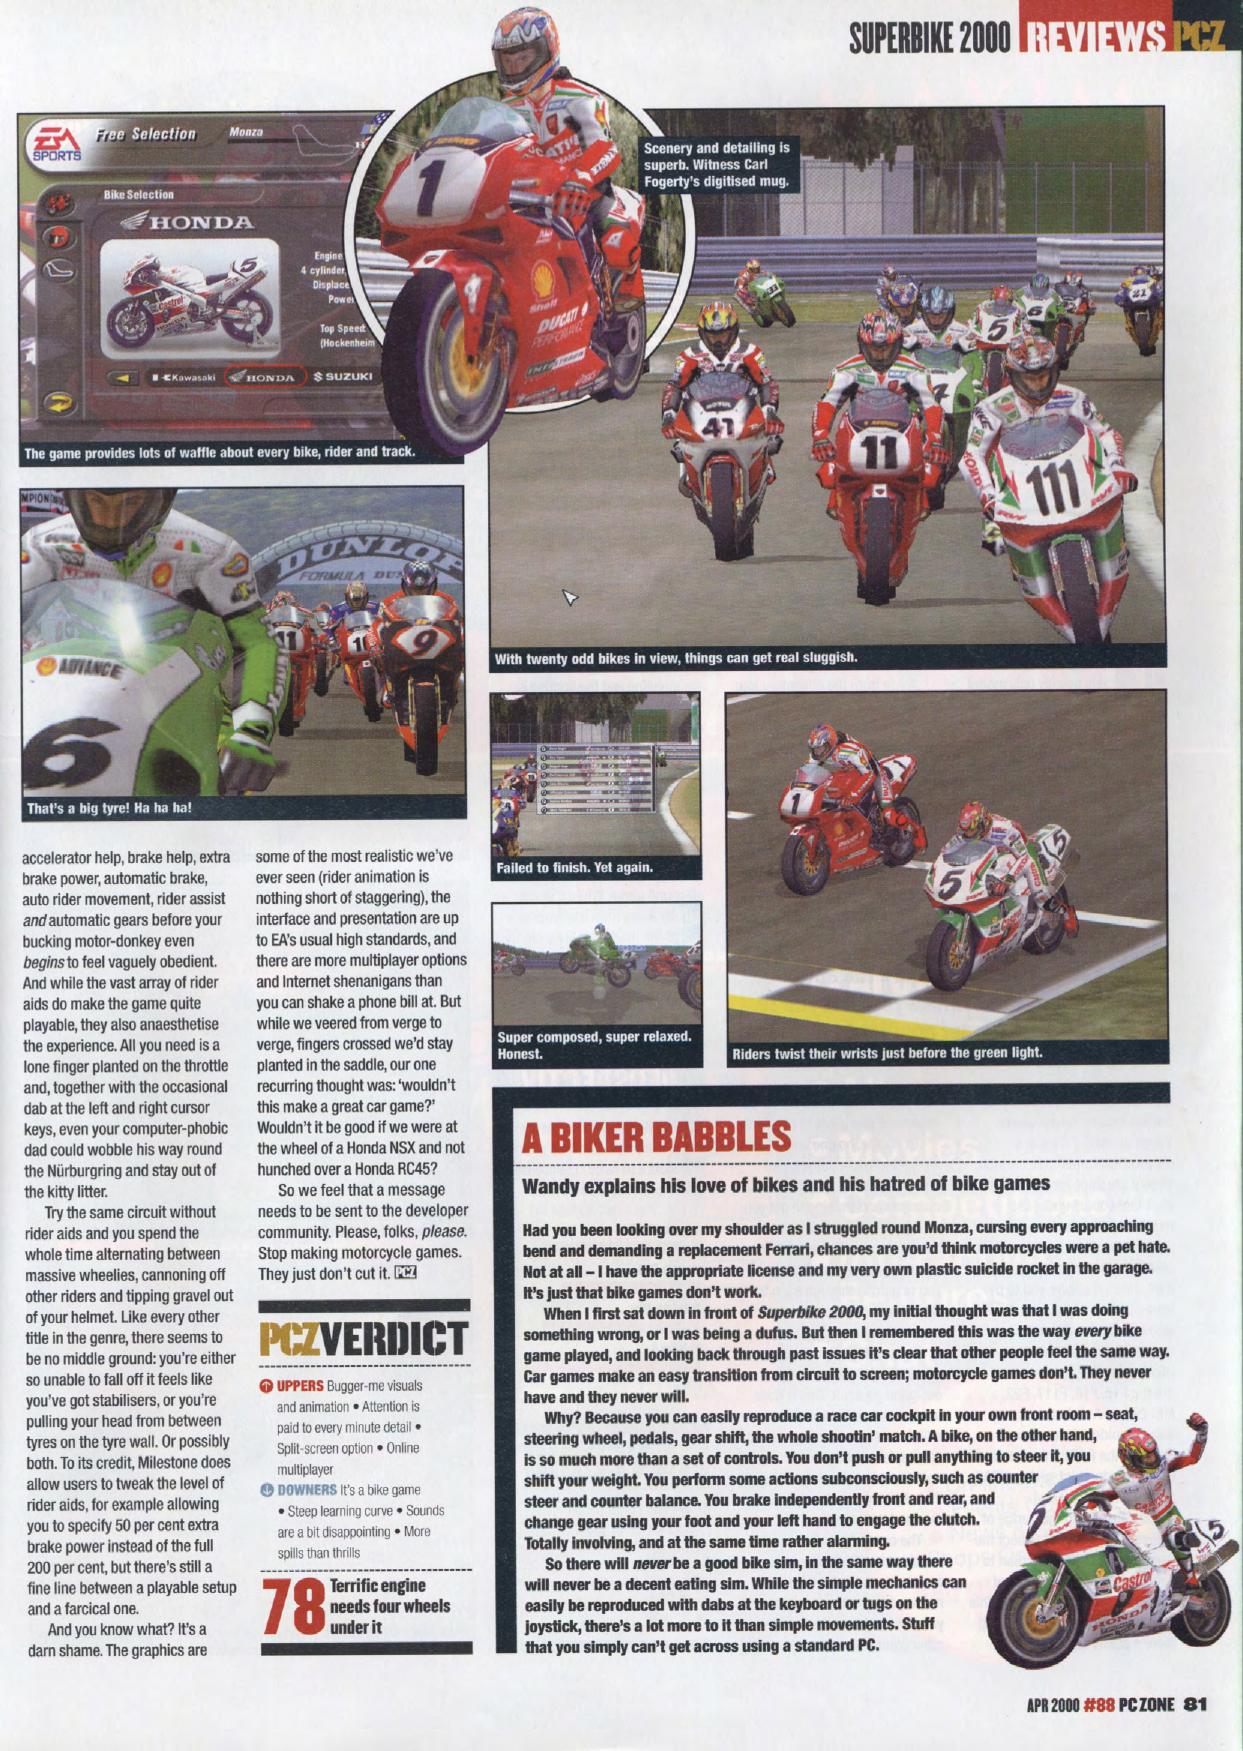 SUPERBIKE 2000 REVIEWS PCZ
EA SPORTS
Free Selection Monza
Bike Selection
HONDA
Engine
4 cylinder,
Displace
Power
Top Speed:
(Hockenheim
Castrol
Kawasaki HONDA SUZUKI
The game provides lots of waffle about every bike, rider and track.
1
Shell
DUCATI
PERFORMANCE
Scenery and detailing is
superb. Witness Carl
Fogerty's digitised mug.
5 6 21
41 11 4 111
With twenty odd bikes in view, things can get real sluggish.
MPION
DUNLOP
FORMULA DUN
11 9
ADVANCE
6
That's a big tyre! Ha ha ha!
Failed to finish. Yet again.
Super composed, super relaxed.
Honest.
1 5
Riders twist their wrists just before the green light.
accelerator help, brake help, extra
brake power, automatic brake,
auto rider movement, rider assist
and automatic gears before your
bucking motor-donkey even
begins to feel vaguely obedient.
And while the vast array of rider
aids do make the game quite
playable, they also anaesthetise
the experience. All you need is a
lone finger planted on the throttle
and, together with the occasional
dab at the left and right cursor
keys, even your computer-phobic
dad could wobble his way round
the Nürburgring and stay out of
the kitty litter.
Try the same circuit without
rider aids and you spend the
whole time alternating between
massive wheelies, cannoning off
other riders and tipping gravel out
of your helmet. Like every other
title in the genre, there seems to
be no middle ground: you're either
so unable to fall off it feels like
you've got stabilisers, or you're
pulling your head from between
tyres on the tyre wall. Or possibly
both. To its credit, Milestone does
allow users to tweak the level of
rider aids, for example allowing
you to specify 50 per cent extra
brake power instead of the full
200 per cent, but there's still a
fine line between a playable setup
and a farcical one.
And you know what? It's a
darn shame. The graphics are
some of the most realistic we've
ever seen (rider animation is
nothing short of staggering), the
interface and presentation are up
to EA's usual high standards, and
there are more multiplayer options
and Internet shenanigans than
you can shake a phone bill at. But
while we veered from verge to
verge, fingers crossed we'd stay
planted in the saddle, our one
recurring thought was: 'wouldn't
this make a great car game?'
Wouldn't it be good if we were at
the wheel of a Honda NSX and not
hunched over a Honda RC45?
So we feel that a message
needs to be sent to the developer
community. Please, folks, please.
Stop making motorcycle games.
They just don't cut it. PCZ
PCZVERDICT
UPPERS Bugger-me visuals
and animation • Attention is
paid to every minute detail •
Split-screen option • Online
multiplayer
DOWNERS It's a bike game
• Steep learning curve • Sounds
are a bit disappointing • More
spills than thrills
78 Terrific engine
needs four wheels
under it
A BIKER BABBLES
Wandy explains his love of bikes and his hatred of bike games
Had you been looking over my shoulder as I struggled round Monza, cursing every approaching
bend and demanding a replacement Ferrari, chances are you'd think motorcycles were a pet hate.
Not at all – I have the appropriate license and my very own plastic suicide rocket in the garage.
It's just that bike games don't work.
When I first sat down in front of Superbike 2000, my initial thought was that I was doing
something wrong, or I was being a dufus. But then I remembered this was the way every bike
game played, and looking back through past issues it's clear that other people feel the same way.
Car games make an easy transition from circuit to screen; motorcycle games don't. They never
have and they never will.
Why? Because you can easily reproduce a race car cockpit in your own front room – seat,
steering wheel, pedals, gear shift, the whole shootin' match. A bike, on the other hand,
is so much more than a set of controls. You don't push or pull anything to steer it, you
shift your weight. You perform some actions subconsciously, such as counter
steer and counter balance. You brake independently front and rear, and
change gear using your foot and your left hand to engage the clutch.
Totally involving, and at the same time rather alarming.
So there will never be a good bike sim, in the same way there
will never be a decent eating sim. While the simple mechanics can
easily be reproduced with dabs at the keyboard or tugs on the
joystick, there's a lot more to it than simple movements. Stuff
that you simply can't get across using a standard PC.
Castrol
HONDA
APR 2000 #88 PC ZONE 81